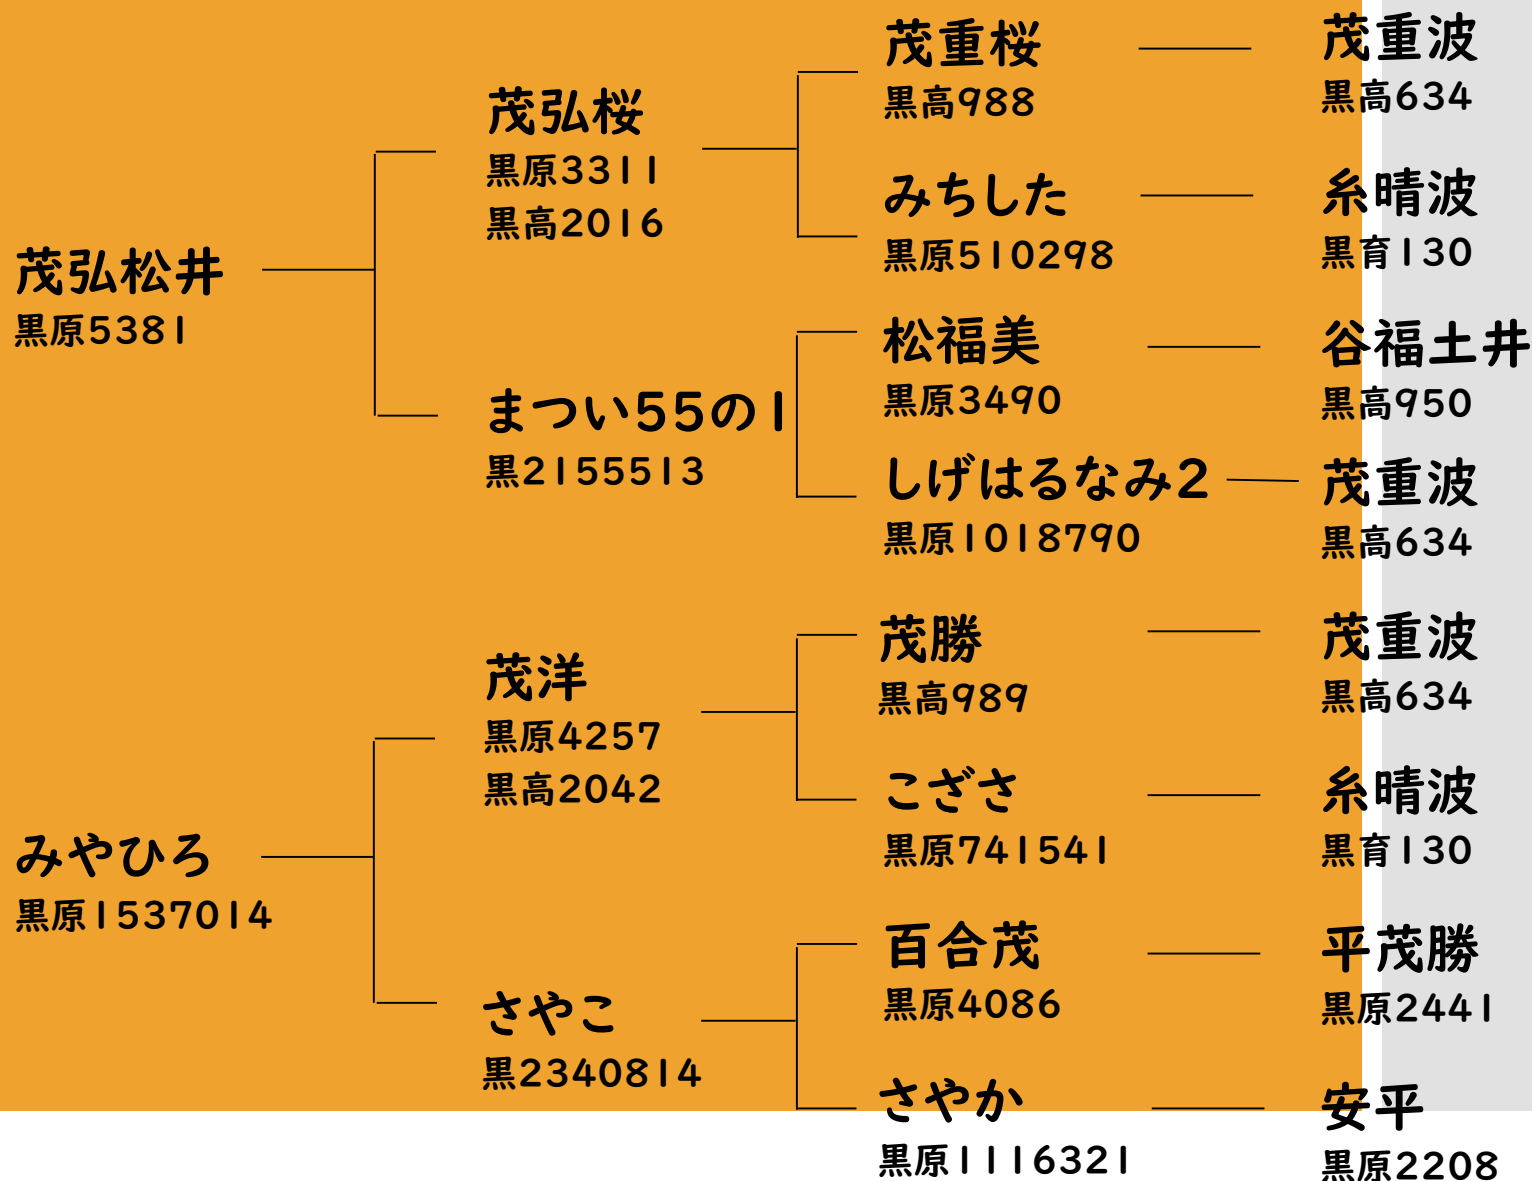 茂弘松井
黒原5381
茂弘桜
黒原3311
黒高2016
まつい55の1
黒2155513
茂重桜
黒高988
みちした
黒原510298
松福美
黒原3490
しげはるなみ2
黒原1018790
茂重波
黒高634
糸晴波
黒育130
谷福土井
黒高950
茂重波
黒高634
みやひろ
黒原1537014
茂洋
黒原4257
黒高2042
さやこ
黒2340814
茂勝
黒高989
こざさ
黒原741541
百合茂
黒原4086
さやか
黒原1116321
茂重波
黒高634
糸晴波
黒育130
平茂勝
黒原2441
安平
黒原2208